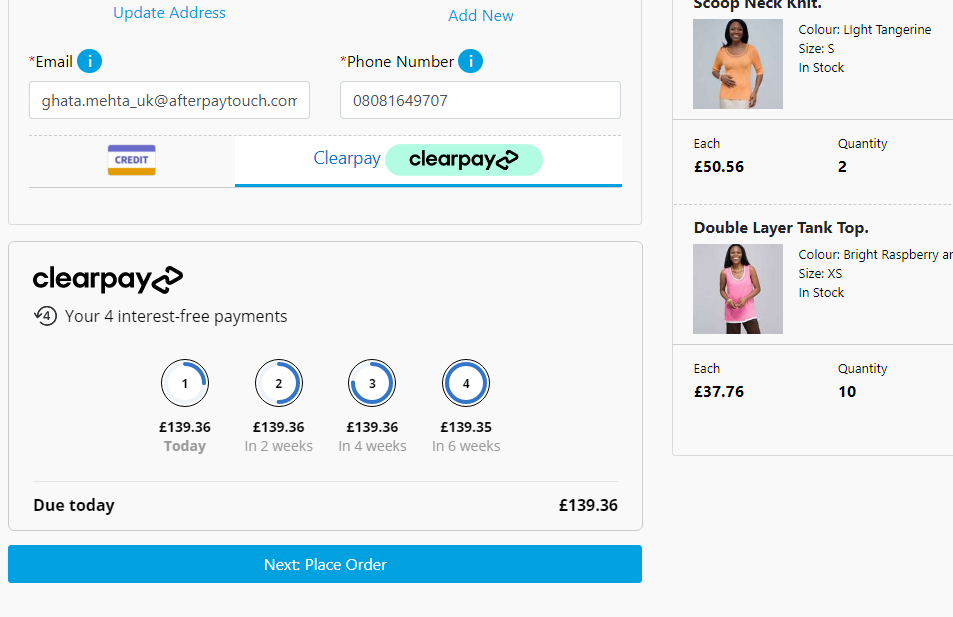 Update Address
Add New
*Email i
*Phone Number i
ghata.mehta_uk@afterpaytouch.com
08081649707
CREDIT
Clearpay clearpay
clearpay
4 Your 4 interest-free payments
1 2 3 4
£139.36 £139.36 £139.36 £139.35
Today In 2 weeks In 4 weeks In 6 weeks
Due today £139.36
Next: Place Order
Scoop Neck Knit.
Colour: LIght Tangerine
Size: S
In Stock
Each Quantity
£50.56 2
Double Layer Tank Top.
Colour: Bright Raspberry
Size: XS
In Stock
Each Quantity
£37.76 10